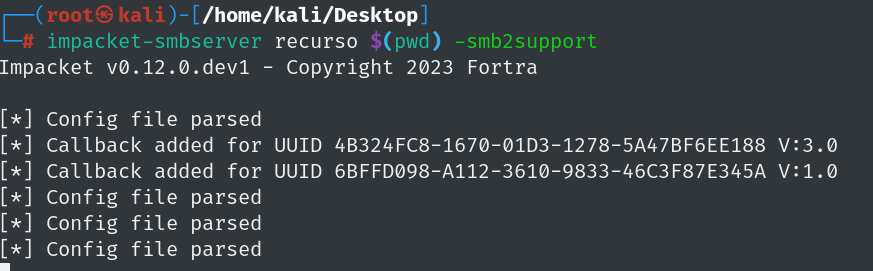 ┌──(root㉿kali)-[/home/kali/Desktop]
└─# impacket-smbserver recurso $(pwd) -smb2support
Impacket v0.12.0.dev1 - Copyright 2023 Fortra
[*] Config file parsed
[*] Callback added for UUID 4B324FC8-1670-01D3-1278-5A47BF6EE188 V:3.0
[*] Callback added for UUID 6BFFD098-A112-3610-9833-46C3F87E345A V:1.0
[*] Config file parsed
[*] Config file parsed
[*] Config file parsed